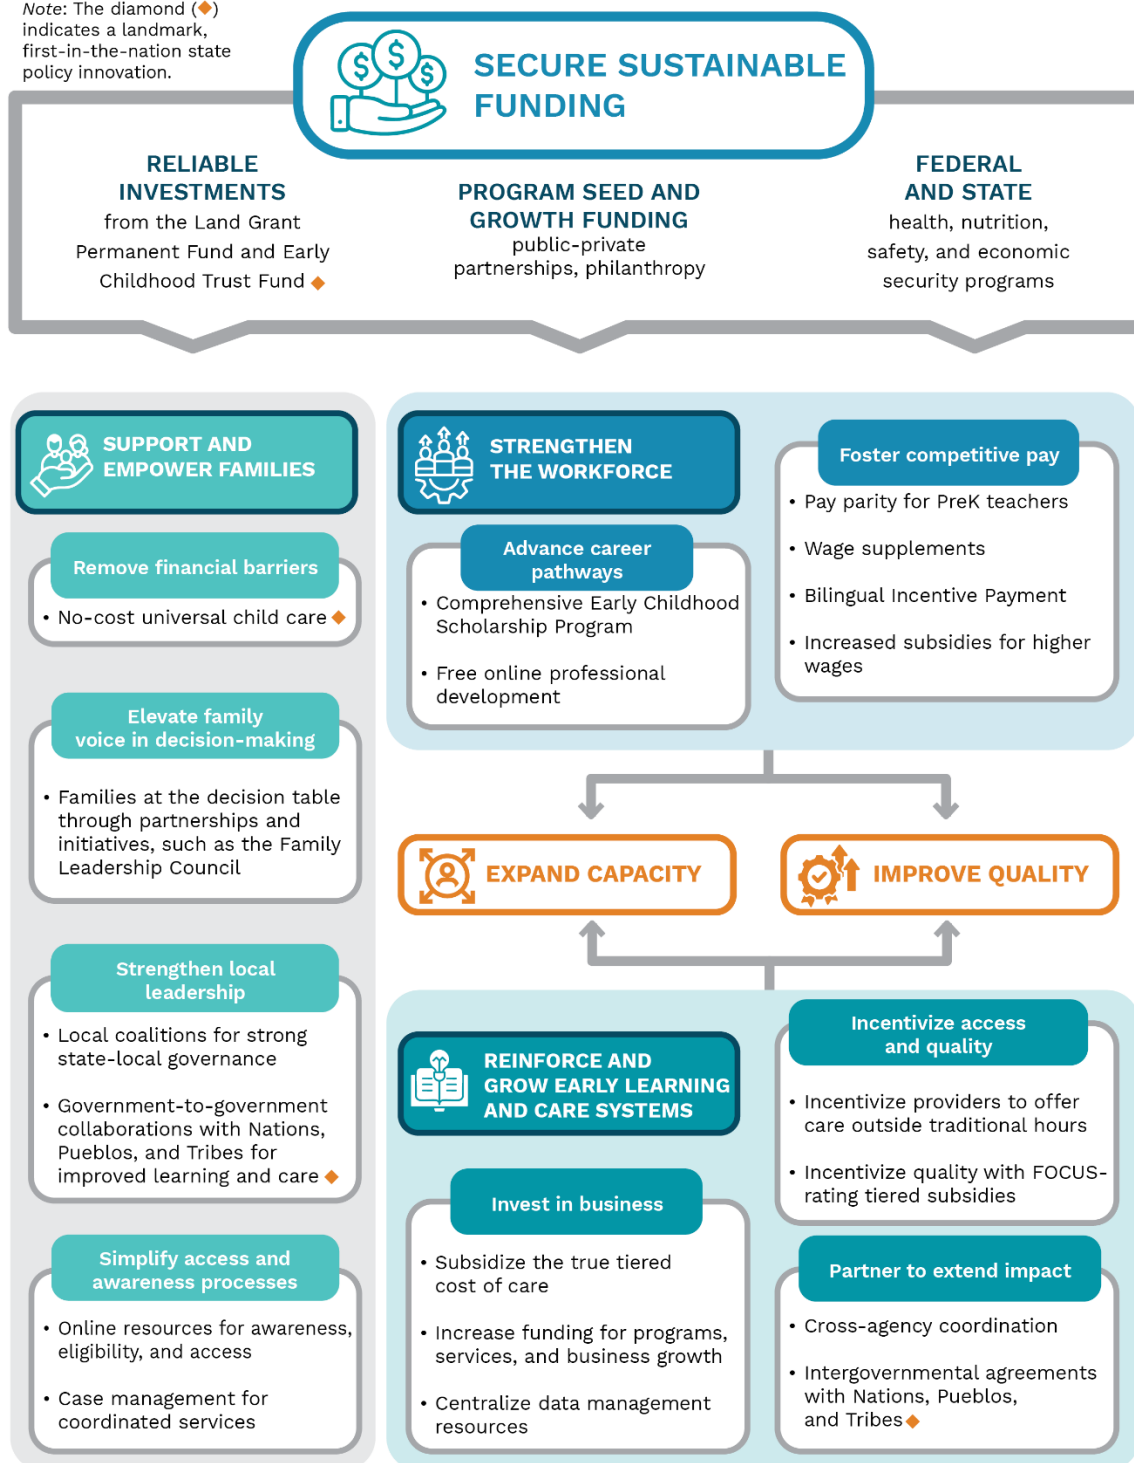 Note: The diamond (◆)
indicates a landmark,
first-in-the-nation state
policy innovation.
SECURE SUSTAINABLE
FUNDING
RELIABLE
INVESTMENTS
from the Land Grant
Permanent Fund and Early
Childhood Trust Fund ◆
PROGRAM SEED AND
GROWTH FUNDING
public-private
partnerships, philanthropy
FEDERAL
AND STATE
health, nutrition,
safety, and economic
security programs
SUPPORT AND
EMPOWER FAMILIES
Remove financial barriers
• No-cost universal child care ◆
Elevate family
voice in decision-making
• Families at the decision table
through partnerships and
initiatives, such as the Family
Leadership Council
Strengthen local
leadership
• Local coalitions for strong
state-local governance
• Government-to-government
collaborations with Nations,
Pueblos, and Tribes for
improved learning and care ◆
Simplify access and
awareness processes
• Online resources for awareness,
eligibility, and access
• Case management for
coordinated services
STRENGTHEN
THE WORKFORCE
Advance career
pathways
• Comprehensive Early Childhood
Scholarship Program
• Free online professional
development
Foster competitive pay
• Pay parity for PreK teachers
• Wage supplements
• Bilingual Incentive Payment
• Increased subsidies for higher
wages
EXPAND CAPACITY
IMPROVE QUALITY
REINFORCE AND
GROW EARLY LEARNING
AND CARE SYSTEMS
Invest in business
• Subsidize the true tiered
cost of care
• Increase funding for programs,
services, and business growth
• Centralize data management
resources
Incentivize access
and quality
• Incentivize providers to offer
care outside traditional hours
• Incentivize quality with FOCUS-
rating tiered subsidies
Partner to extend impact
• Cross-agency coordination
• Intergovernmental agreements
with Nations, Pueblos,
and Tribes ◆